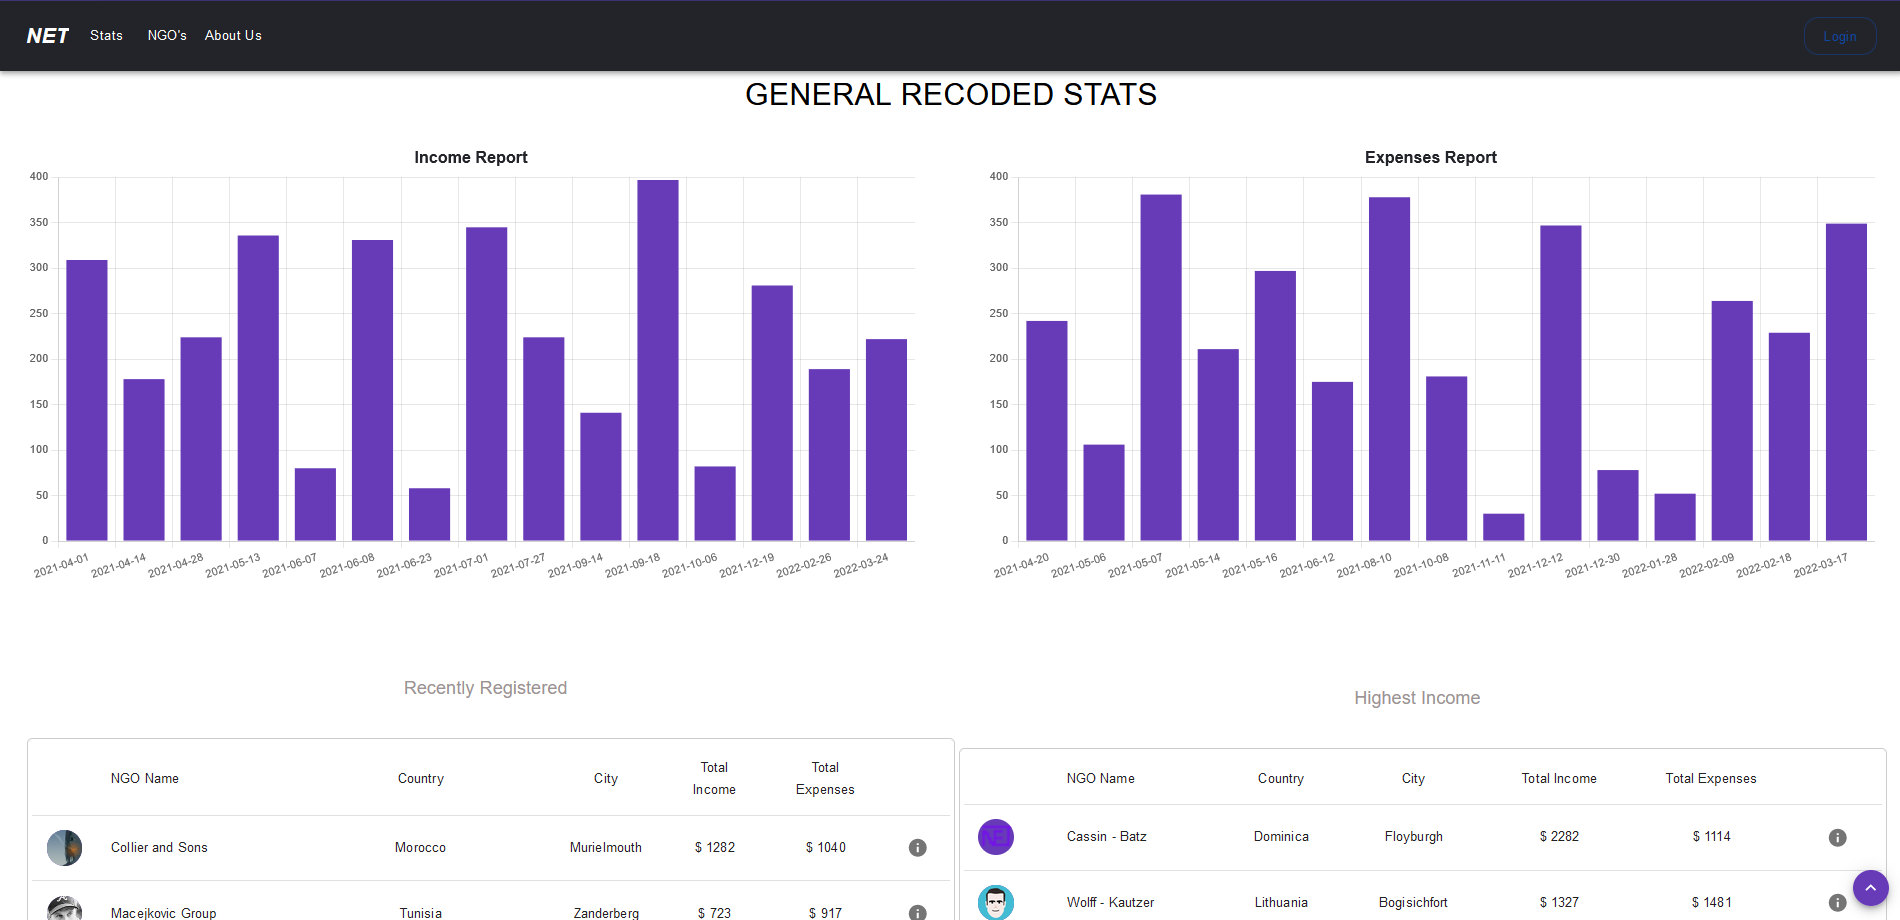 NET
Stats
NGO's
About Us
Login
GENERAL RECODED STATS
Income Report
400
350
300
250
200
150
100
50
0
2021-04-01
2021-04-14
2021-04-28
2021-05-13
2021-06-07
2021-06-08
2021-06-23
2021-07-01
2021-07-27
2021-09-14
2021-09-18
2021-10-06
2021-12-19
2022-02-26
2022-03-24
Expenses Report
400
350
300
250
200
150
100
50
0
2021-04-20
2021-05-06
2021-05-07
2021-05-14
2021-05-16
2021-06-12
2021-08-10
2021-10-08
2021-11-11
2021-12-12
2021-12-30
2022-01-28
2022-02-09
2022-02-18
2022-03-17
Recently Registered
NGO Name Country City Total Income Total Expenses
Collier and Sons Morocco Murielmouth $ 1282 $ 1040
Macejkovic Group Tunisia Zanderberg $ 723 $ 917
Highest Income
NGO Name Country City Total Income Total Expenses
NET
Cassin - Batz Dominica Floyburgh $ 2282 $ 1114
Wolff - Kautzer Lithuania Bogisichfort $ 1327 $ 1481